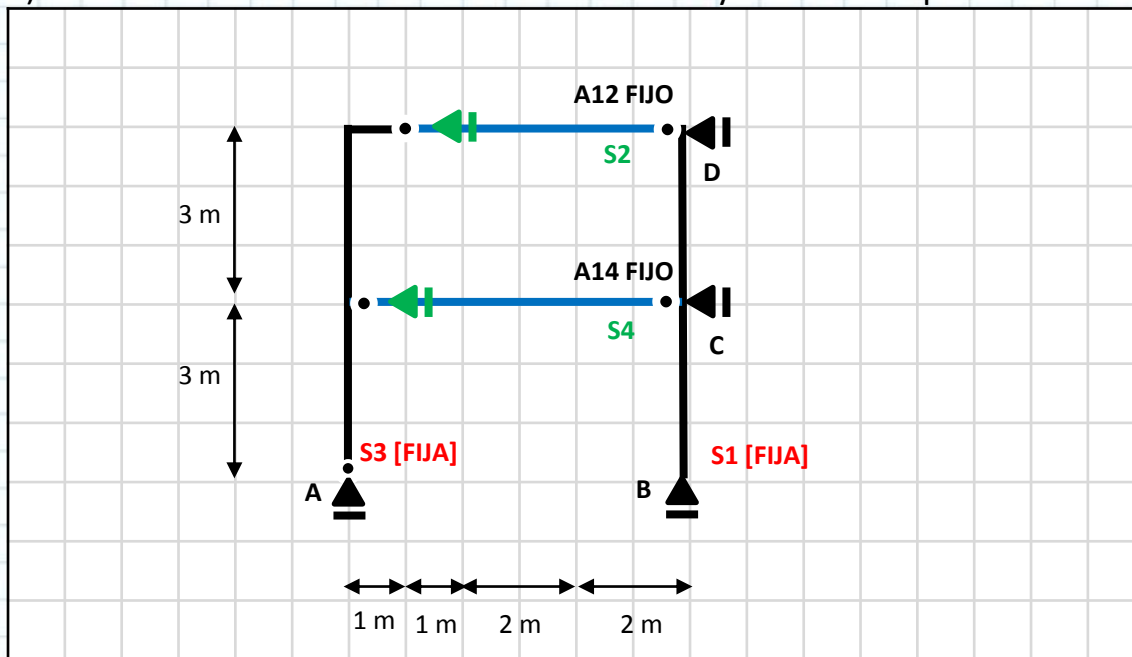 A12 FIJO
S2
D
3 m
A14 FIJO
S4
C
3 m
S3 [FIJA]
S1 [FIJA]
A
B
1 m
1 m
2 m
2 m